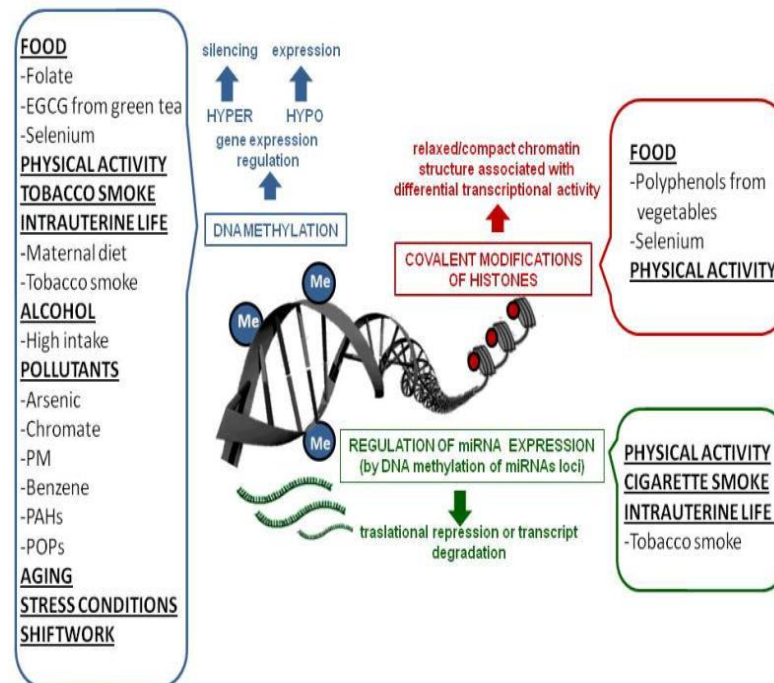 FOOD
-Folate
-EGCG from green tea
-Selenium
PHYSICAL ACTIVITY
TOBACCO SMOKE
INTRAUTERINE LIFE
-Maternal diet
-Tobacco smoke
ALCOHOL
-High intake
POLLUTANTS
-Arsenic
-Chromate
-PM
-Benzene
-PAHs
-POPs
AGING
STRESS CONDITIONS
SHIFTWORK
silencing expression
HYPER HYPO
gene expression
regulation
DNA METHYLATION
Me
Me
Me
relaxed/compact chromatin
structure associated with
differential transcriptional activity
COVALENT MODIFICATIONS
OF HISTONES
FOOD
-Polyphenols from
vegetables
-Selenium
PHYSICAL ACTIVITY
REGULATION OF miRNA EXPRESSION
(by DNA methylation of miRNAs loci)
traslational repression or transcript
degradation
PHYSICAL ACTIVITY
CIGARETTE SMOKE
INTRAUTERINE LIFE
-Tobacco smoke